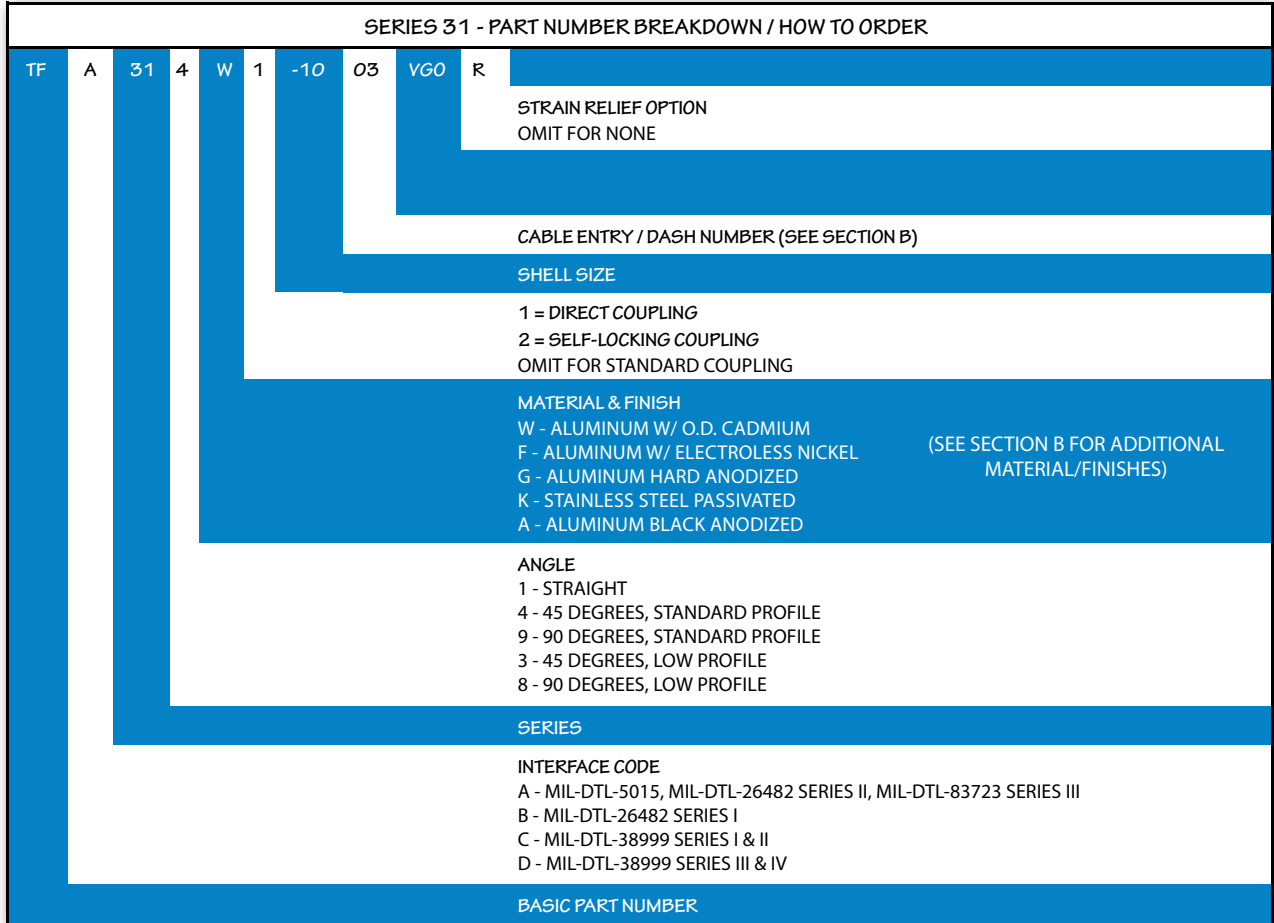 SERIES 31 - PART NUMBER BREAKDOWN / HOW TO ORDER
TF A 31 4 W 1 -10 03 VG0 R
STRAIN RELIEF OPTION
OMIT FOR NONE
CABLE ENTRY / DASH NUMBER (SEE SECTION B)
SHELL SIZE
1 = DIRECT COUPLING
2 = SELF-LOCKING COUPLING
OMIT FOR STANDARD COUPLING
MATERIAL & FINISH
W - ALUMINUM W/ O.D. CADMIUM
F - ALUMINUM W/ ELECTROLESS NICKEL
G - ALUMINUM HARD ANODIZED
K - STAINLESS STEEL PASSIVATED
A - ALUMINUM BLACK ANODIZED
(SEE SECTION B FOR ADDITIONAL
MATERIAL/FINISHES)
ANGLE
1 - STRAIGHT
4 - 45 DEGREES, STANDARD PROFILE
9 - 90 DEGREES, STANDARD PROFILE
3 - 45 DEGREES, LOW PROFILE
8 - 90 DEGREES, LOW PROFILE
SERIES
INTERFACE CODE
A - MIL-DTL-5015, MIL-DTL-26482 SERIES II, MIL-DTL-83723 SERIES III
B - MIL-DTL-26482 SERIES I
C - MIL-DTL-38999 SERIES I & II
D - MIL-DTL-38999 SERIES III & IV
BASIC PART NUMBER